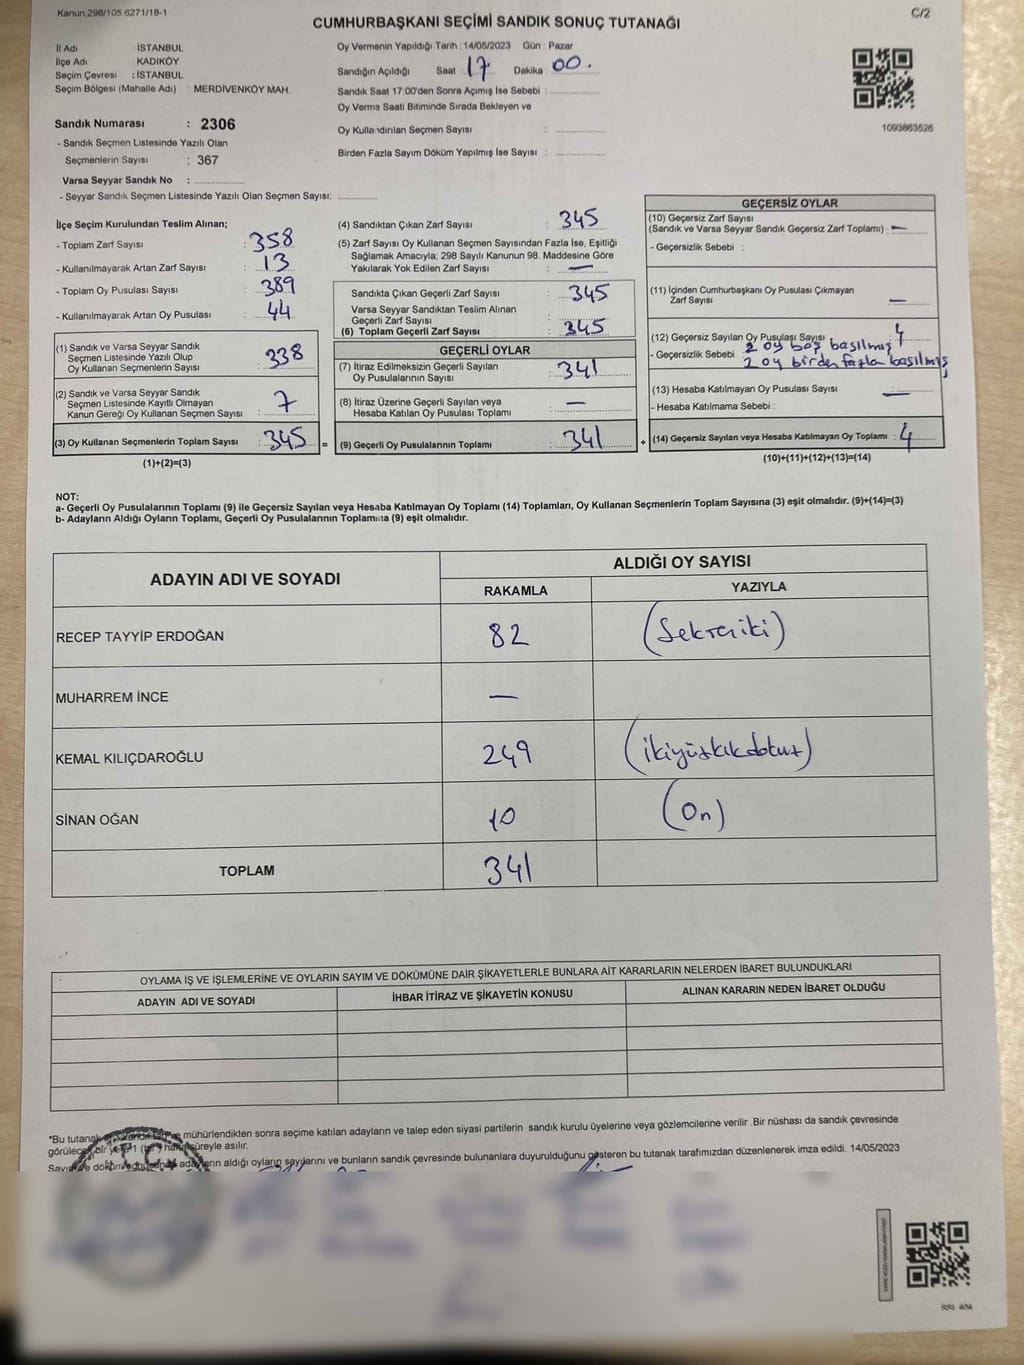 Kanun:298/105 6271/18-1
C/2
CUMHURBAŞKANI SEÇİMİ SANDIK SONUÇ TUTANAĞI
İl Adı : İSTANBUL
İlçe Adı : KADIKÖY
Seçim Çevresi : İSTANBUL
Seçim Bölgesi (Mahalle Adı) : MERDİVENKÖY MAH.
Sandık Numarası : 2306
- Sandık Seçmen Listesinde Yazılı Olan
Seçmenlerin Sayısı : 367
Varsa Seyyar Sandık No :
- Seyyar Sandık Seçmen Listesinde Yazılı Olan Seçmen Sayısı:
Oy Vermenin Yapıldığı Tarih : 14/05/2023 Gün : Pazar
Sandığın Açıldığı Saat 17 Dakika 00.
Sandık Saat 17:00'den Sonra Açımış İse Sebebi :
Oy Verme Saati Bitiminde Sırada Bekleyen ve
Oy Kullandırılan Seçmen Sayısı :
Birden Fazla Sayım Döküm Yapılmış İse Sayısı :
1093863526
İlçe Seçim Kurulundan Teslim Alınan;
- Toplam Zarf Sayısı : 358
- Kullanılmayarak Artan Zarf Sayısı : 13
- Toplam Oy Pusulası Sayısı : 389
- Kullanılmayarak Artan Oy Pusulası : 44
(1) Sandık ve Varsa Seyyar Sandık
Seçmen Listesinde Yazılı Olup
Oy Kullanan Seçmenlerin Sayısı : 338
(2) Sandık ve Varsa Seyyar Sandık
Seçmen Listesinde Kayıtlı Olmayan
Kanun Gereği Oy Kullanan Seçmen Sayısı : 7
(3) Oy Kullanan Seçmenlerin Toplam Sayısı : 345 =
(1)+(2)=(3)
(4) Sandıktan Çıkan Zarf Sayısı : 345
(5) Zarf Sayısı Oy Kullanan Seçmen Sayısından Fazla İse, Eşitliği
Sağlamak Amacıyla; 298 Sayılı Kanunun 98. Maddesine Göre
Yakılarak Yok Edilen Zarf Sayısı : —
Sandıkta Çıkan Geçerli Zarf Sayısı : 345
Varsa Seyyar Sandıktan Teslim Alınan
Geçerli Zarf Sayısı :
(6) Toplam Geçerli Zarf Sayısı : 345
GEÇERLİ OYLAR
(7) İtiraz Edilmeksizin Geçerli Sayılan
Oy Pusulalarının Sayısı : 341
(8) İtiraz Üzerine Geçerli Sayılan veya
Hesaba Katılan Oy Pusulası Toplamı : —
(9) Geçerli Oy Pusulalarının Toplamı : 341 +
GEÇERSİZ OYLAR
(10) Geçersiz Zarf Sayısı
(Sandık ve Varsa Seyyar Sandık Geçersiz Zarf Toplamı) : —
- Geçersizlik Sebebi :
(11) İçinden Cumhurbaşkanı Oy Pusulası Çıkmayan
Zarf Sayısı : —
(12) Geçersiz Sayılan Oy Pusulası Sayısı : 4
- Geçersizlik Sebebi 2 oy boş basılmış
2 oy birden fazla basılmış
(13) Hesaba Katılmayan Oy Pusulası Sayısı : —
- Hesaba Katılmama Sebebi :
(14) Geçersiz Sayılan veya Hesaba Katılmayan Oy Toplamı : 4
(10)+(11)+(12)+(13)=(14)
NOT:
a- Geçerli Oy Pusulalarının Toplamı (9) ile Geçersiz Sayılan veya Hesaba Katılmayan Oy Toplamı (14) Toplamları, Oy Kullanan Seçmenlerin Toplam Sayısına (3) eşit olmalıdır. (9)+(14)=(3)
b- Adayların Aldığı Oyların Toplamı, Geçerli Oy Pusulalarının Toplamına (9) eşit olmalıdır.
ADAYIN ADI VE SOYADI
ALDIĞI OY SAYISI
RAKAMLA YAZIYLA
RECEP TAYYİP ERDOĞAN 82 (Sekseniki)
MUHARREM İNCE —
KEMAL KILIÇDAROĞLU 249 (ikiyüzkırkdokuz)
SİNAN OĞAN 10 (On)
TOPLAM 341
OYLAMA İŞ VE İŞLEMLERİNE VE OYLARIN SAYIM VE DÖKÜMÜNE DAİR ŞİKAYETLERLE BUNLARA AİT KARARLARIN NELERDEN İBARET BULUNDUKLARI
ADAYIN ADI VE SOYADI İHBAR İTİRAZ VE ŞİKAYETİN KONUSU ALINAN KARARIN NEDEN İBARET OLDUĞU
*Bu tutanak mühürlendikten sonra seçime katılan adayların ve talep eden siyasi partilerin sandık kurulu üyelerine veya gözlemcilerine verilir .Bir nüshası da sandık çevresinde
görülecek bir yere 1 (bir) hafta süreyle asılır.
Sayım ve döküm adayların aldığı oyların sayılarını ve bunların sandık çevresinde bulunanlara duyurulduğunu gösteren bu tutanak tarafımızdan düzenlenerek imza edildi. 14/05/2023
T.C.